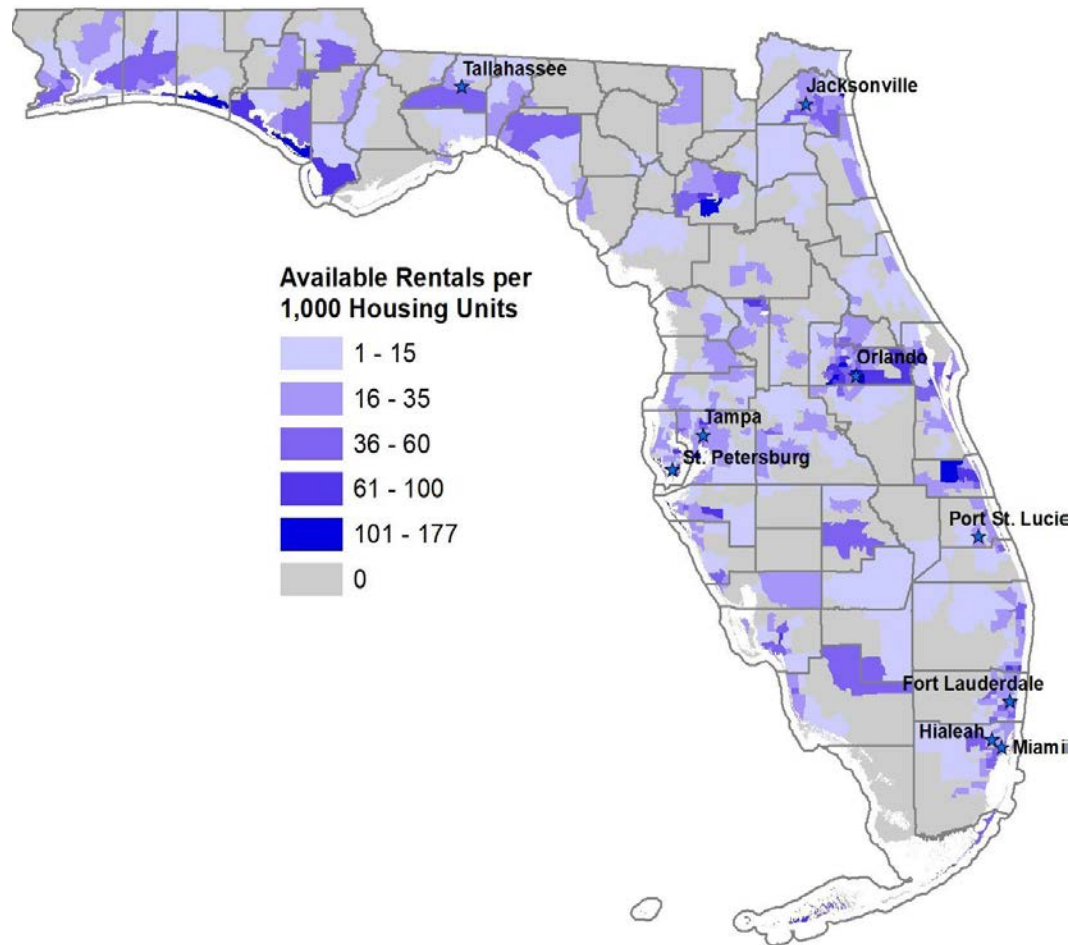 Tallahassee
Jacksonville
Available Rentals per
1,000 Housing Units
1 - 15
16 - 35
36 - 60
61 - 100
101 - 177
0
Orlando
Tampa
St. Petersburg
Port St. Lucie
Fort Lauderdale
Hialeah
Miami